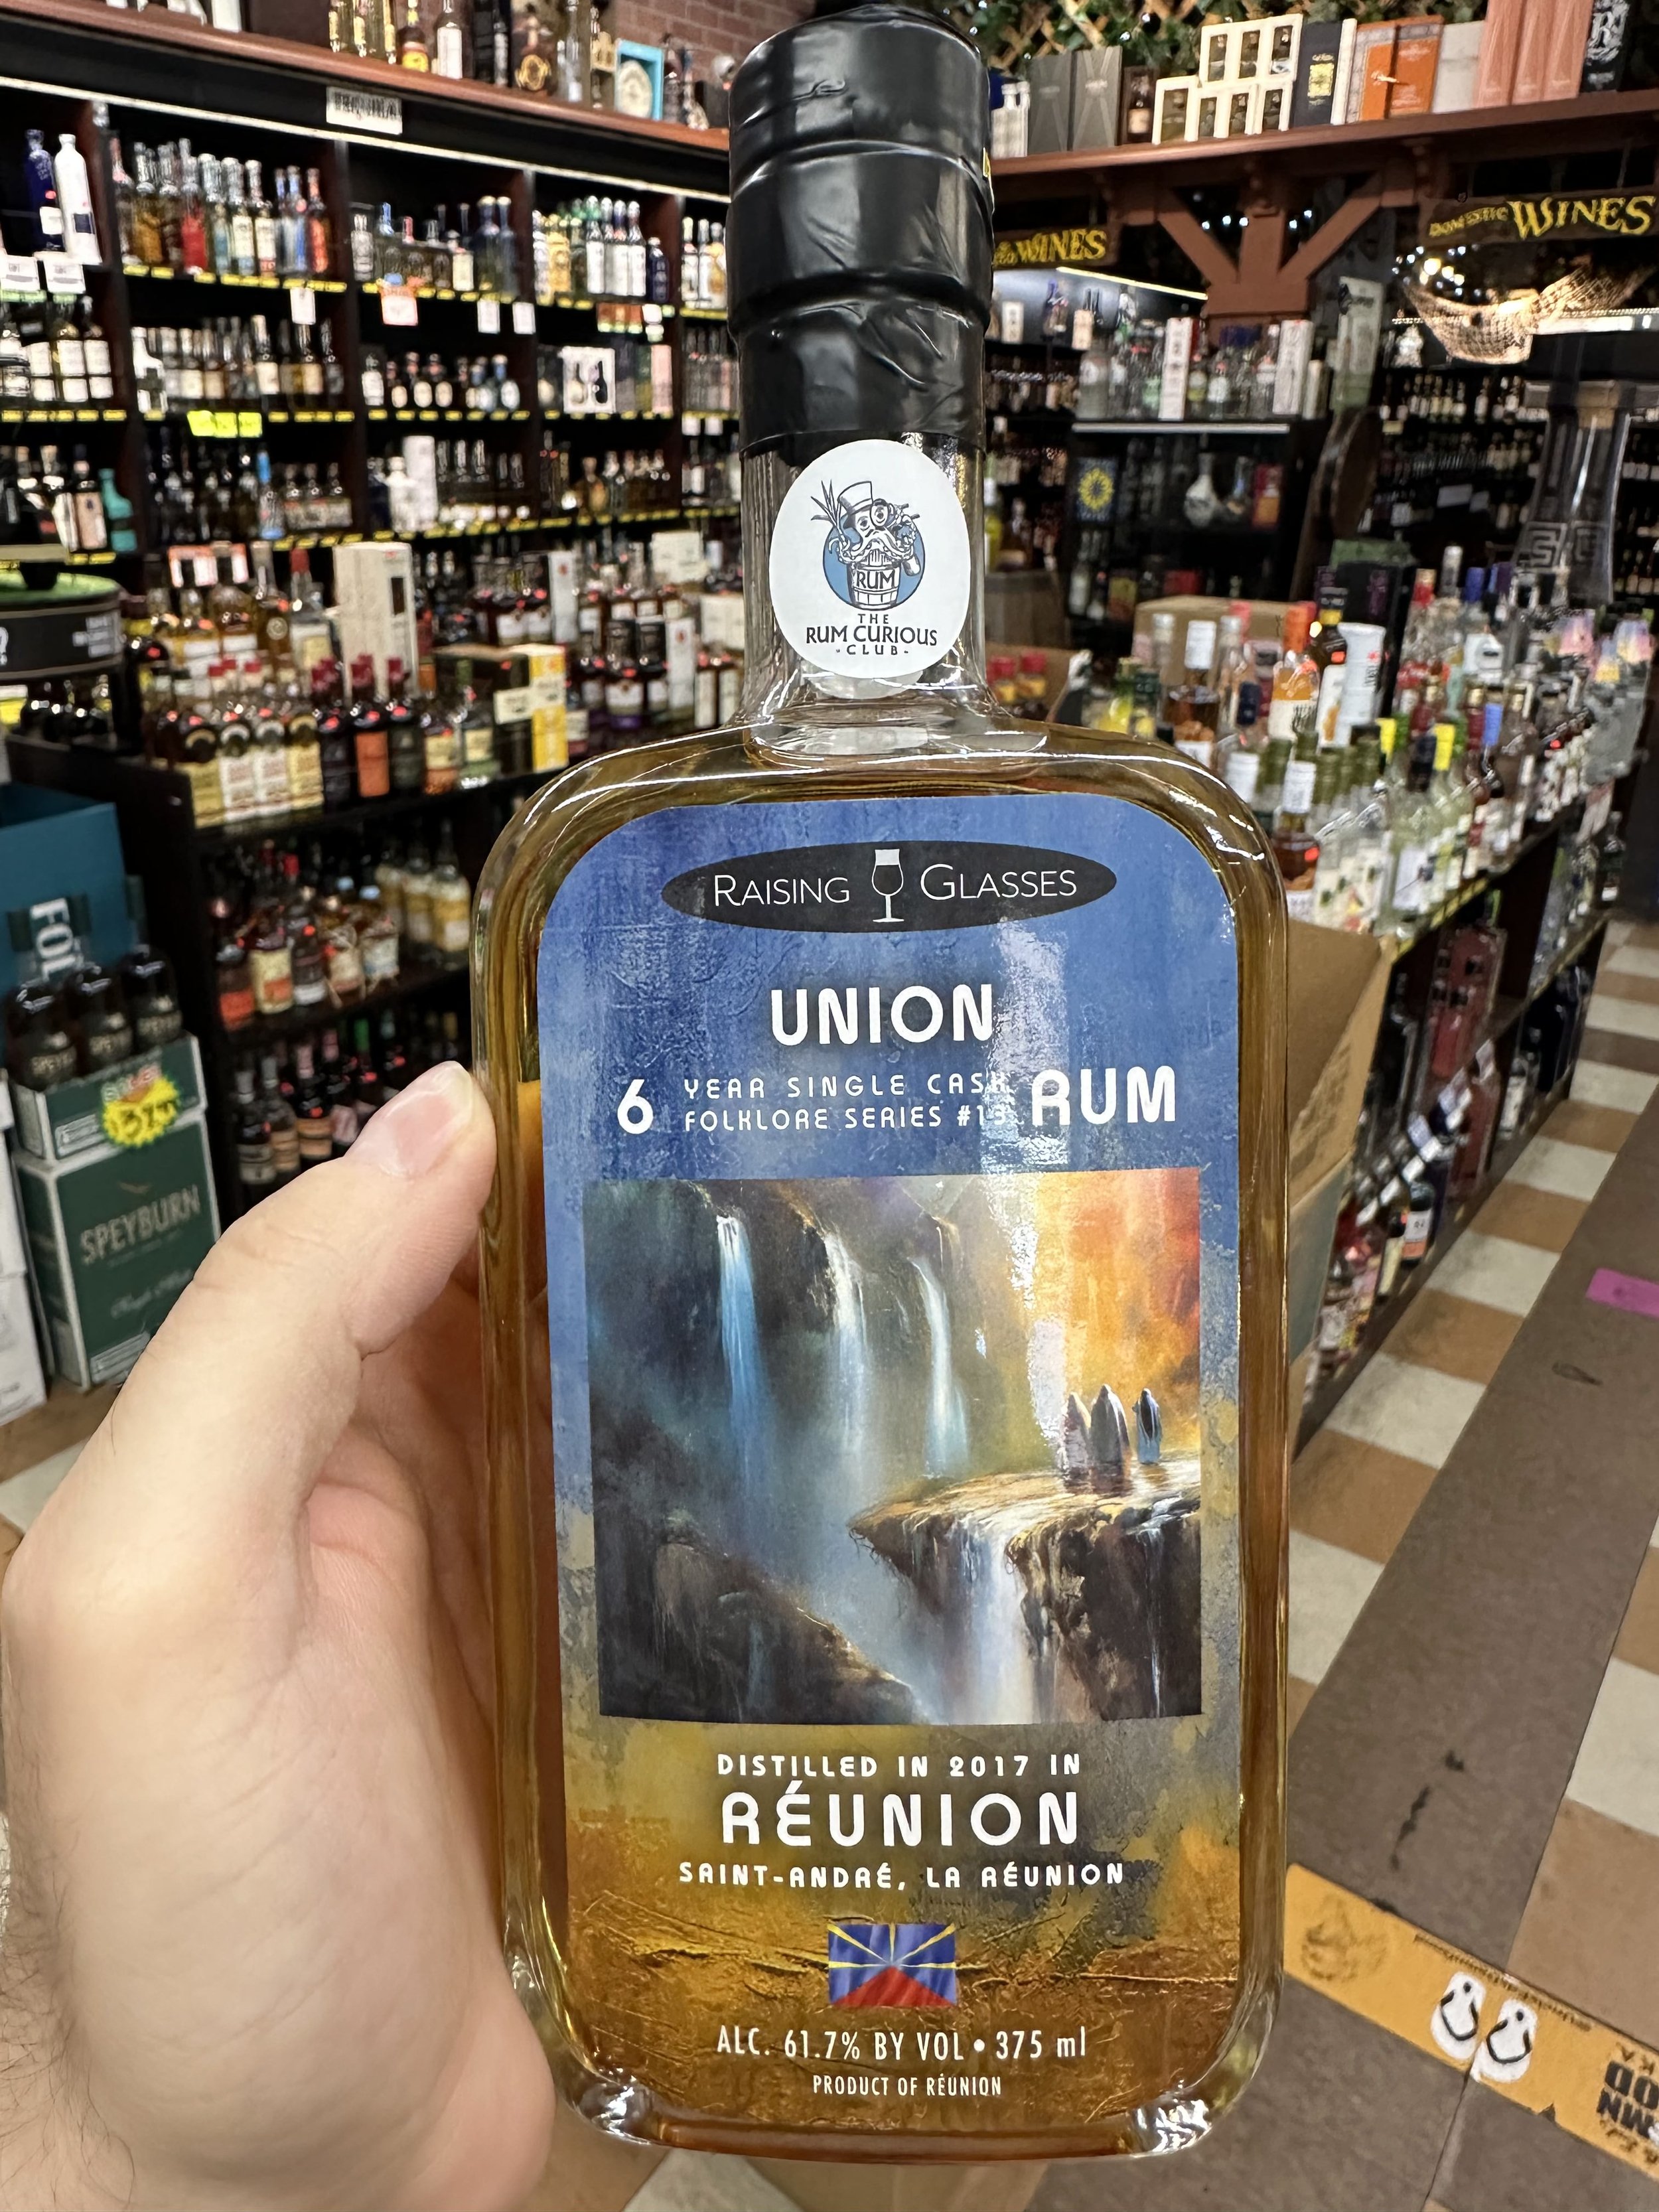 TEQUILA
WINES
DOMESTIC WINES
RUM
THE
RUM CURIOUS
- CLUB -
RAISING GLASSES
UNION
6 YEAR SINGLE CASK RUM
FOLKLORE SERIES
DISTILLED IN 2017 IN
RÉUNION
SAINT-ANDRÉ, LA RÉUNION
ALC. 61.7% BY VOL • 375 ml
PRODUCT OF RÉUNION
SPEYBURN